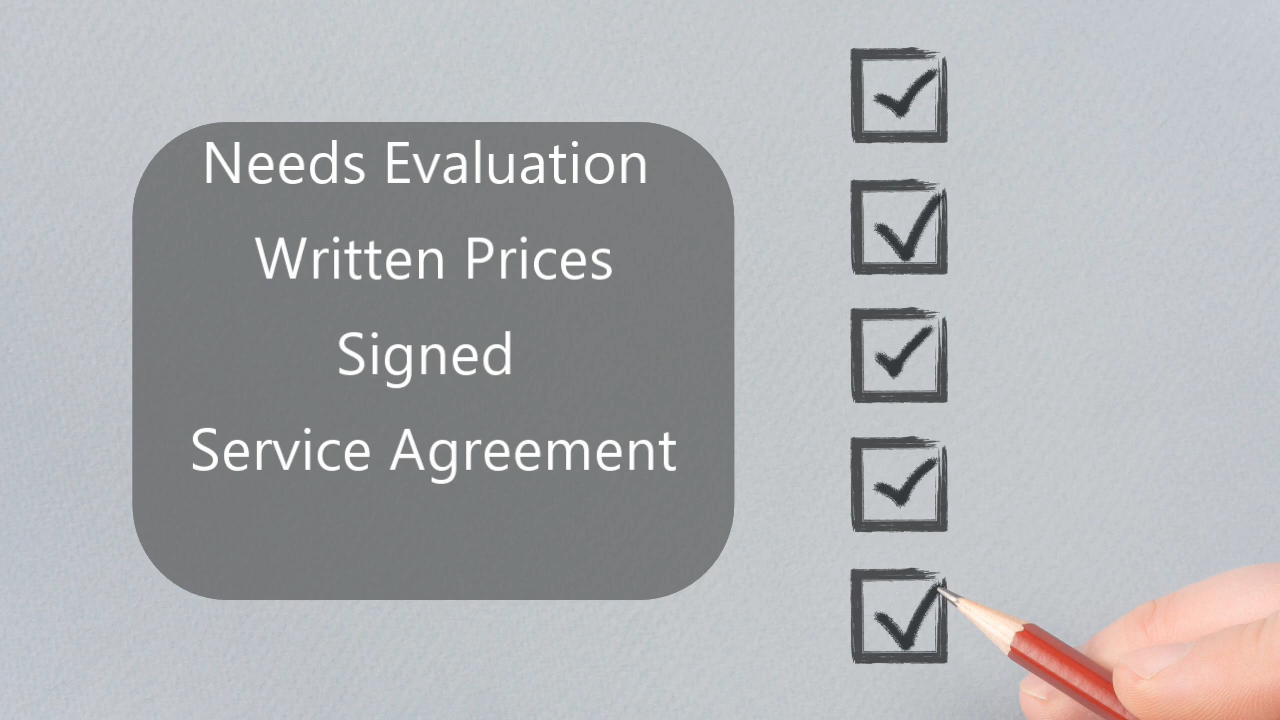 Needs Evaluation
Written Prices
Signed
Service Agreement